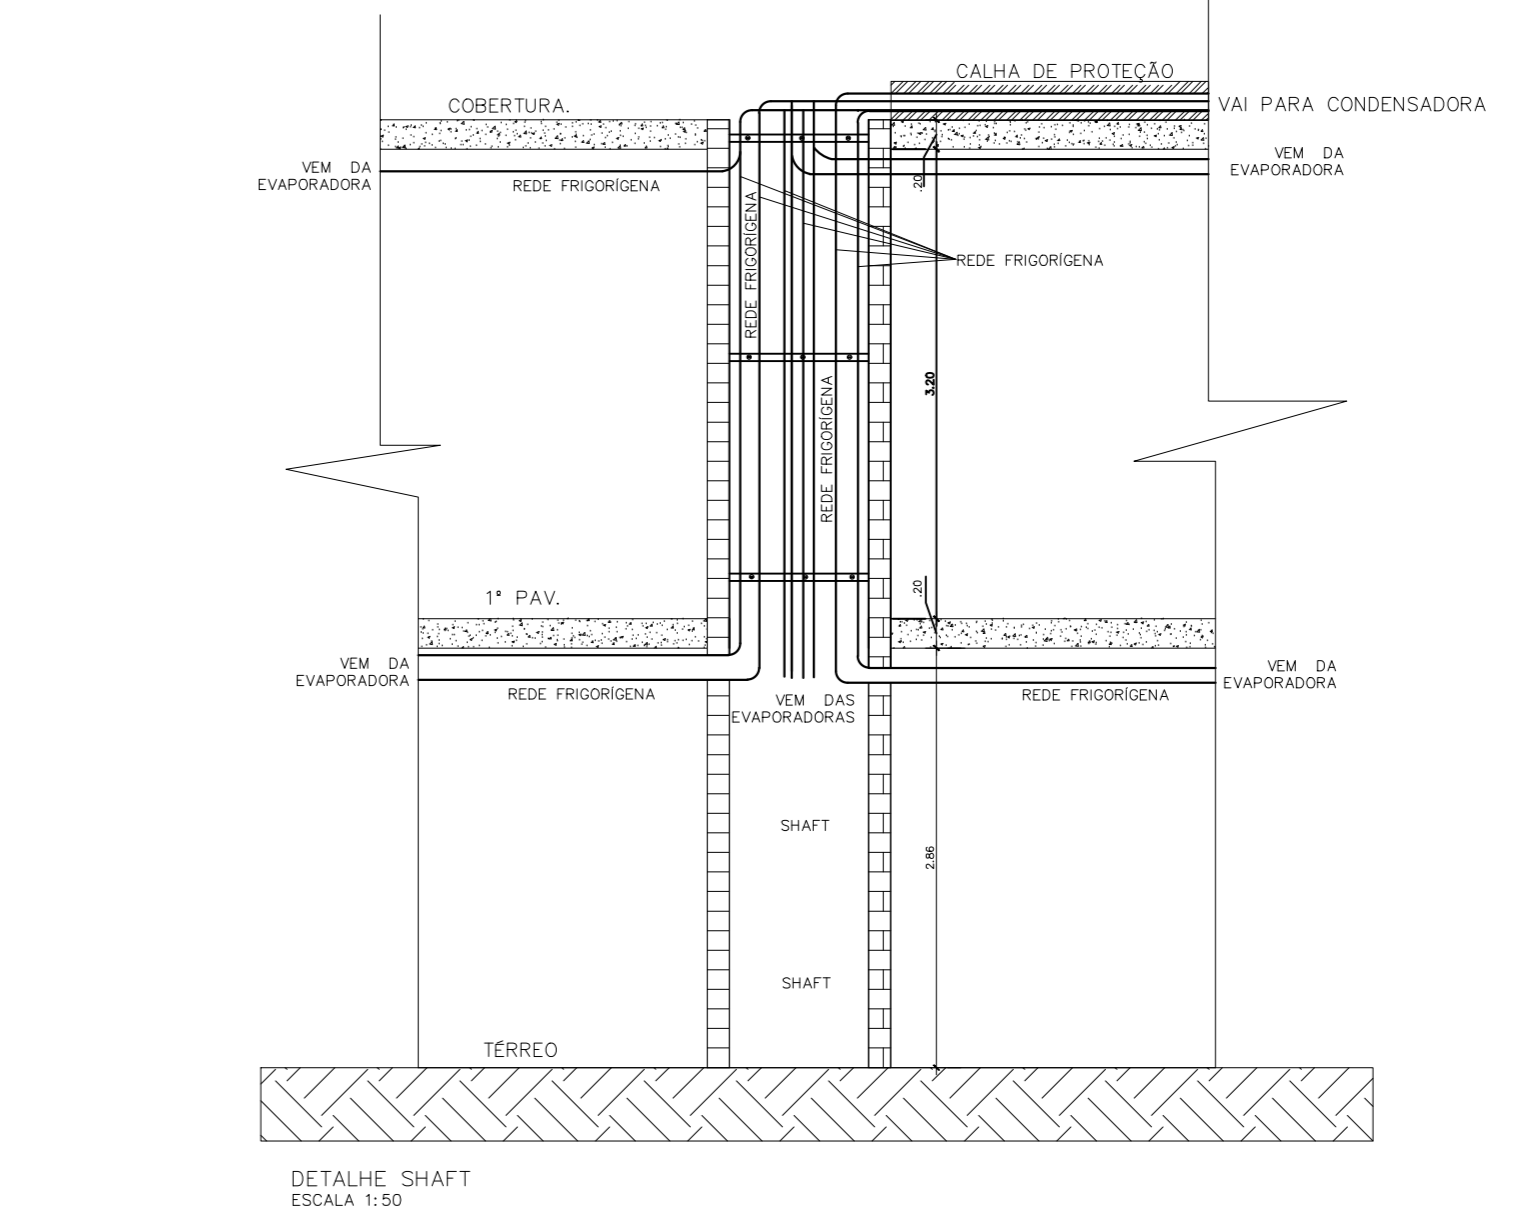 CALHA DE PROTEÇÃO
COBERTURA.
VAI PARA CONDENSADORA
VEM DA
EVAPORADORA
REDE FRIGORÍGENA
VEM DA
EVAPORADORA
.20
REDE FRIGORÍGENA
REDE FRIGORÍGENA
3.20
REDE FRIGORÍGENA
.20
1° PAV.
VEM DA
EVAPORADORA
REDE FRIGORÍGENA
VEM DAS
EVAPORADORAS
REDE FRIGORÍGENA
VEM DA
EVAPORADORA
SHAFT
2.86
SHAFT
TÉRREO
DETALHE SHAFT
ESCALA 1:50